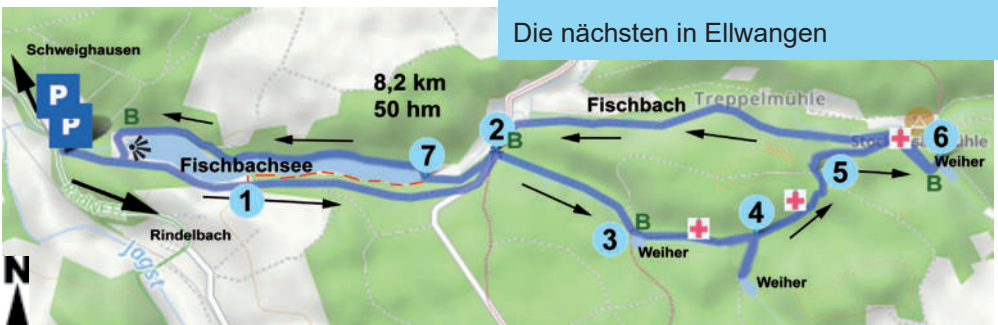 Die nächsten in Ellwangen
Schweighausen
P
P
B
8,2 km
50 hm
Fischbach
Treppelmühle
2
B
6
Weiher
B
Fischbachsee
7
5
1
Rindelbach
3
B
Weiher
4
Weiher
Jagst
N